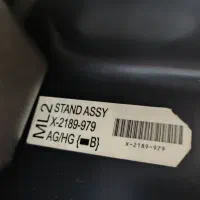 ML2
STAND ASSY
X-2189-979
AG/HG {■B}
X-2189-979